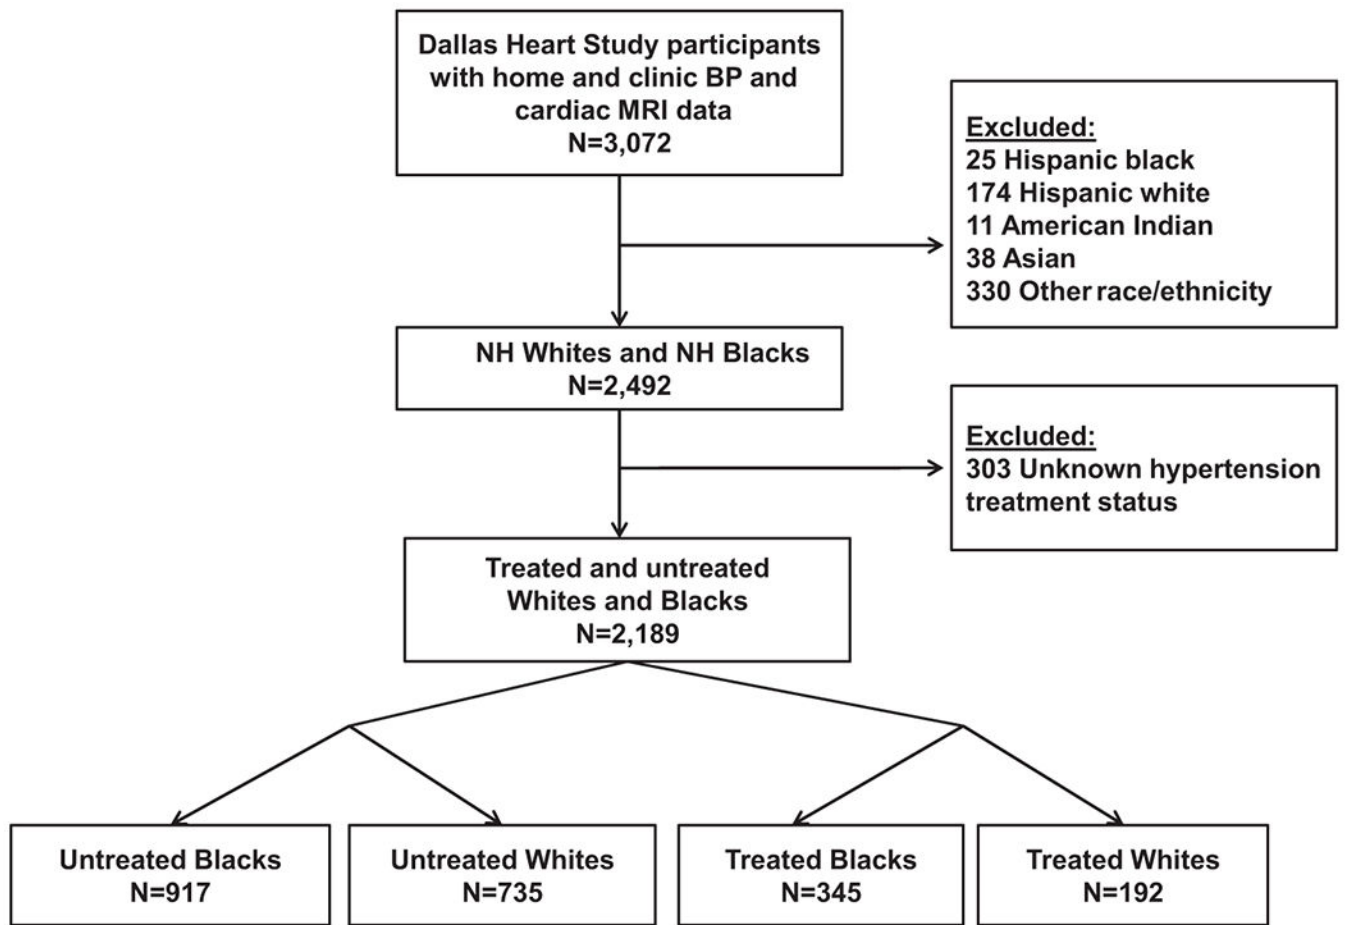 Dallas Heart Study participants
with home and clinic BP and
cardiac MRI data
N=3,072
Excluded:
25 Hispanic black
174 Hispanic white
11 American Indian
38 Asian
330 Other race/ethnicity
NH Whites and NH Blacks
N=2,492
Excluded:
303 Unknown hypertension
treatment status
Treated and untreated
Whites and Blacks
N=2,189
Untreated Blacks
N=917
Untreated Whites
N=735
Treated Blacks
N=345
Treated Whites
N=192